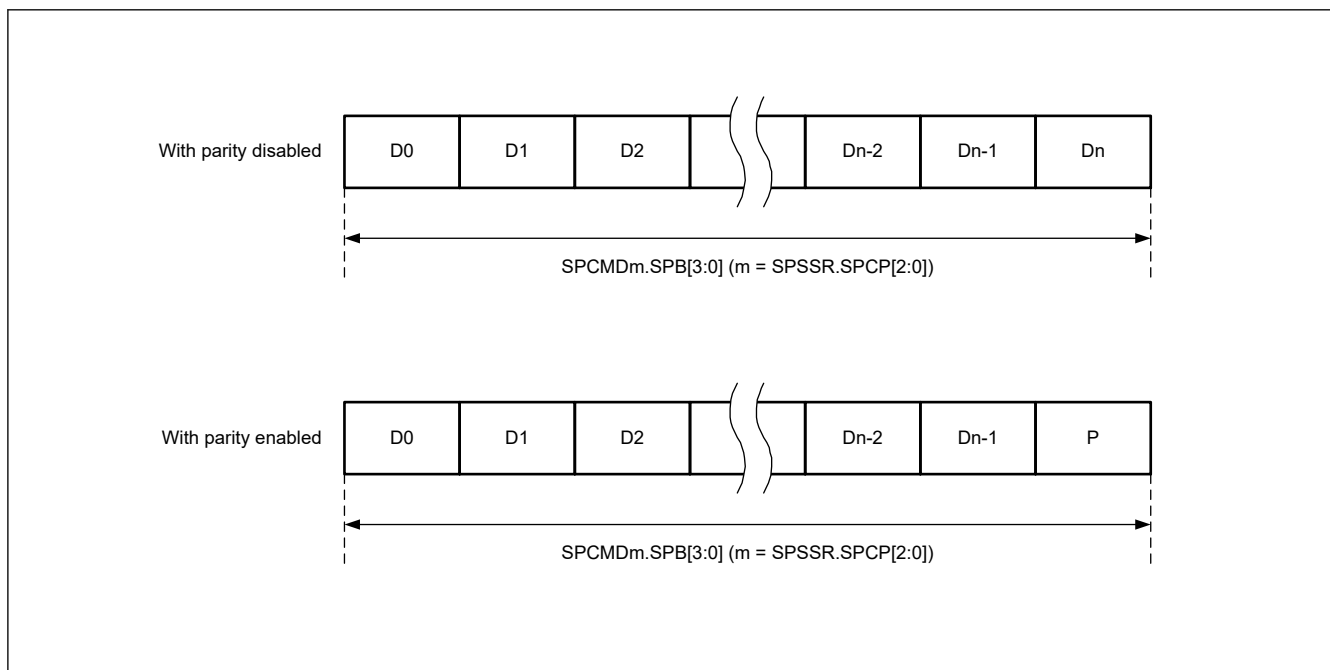 With parity disabled D0 D1 D2 Dn-2 Dn-1 Dn
SPCMDm.SPB[3:0] (m = SPSSR.SPCP[2:0])
With parity enabled D0 D1 D2 Dn-2 Dn-1 P
SPCMDm.SPB[3:0] (m = SPSSR.SPCP[2:0])